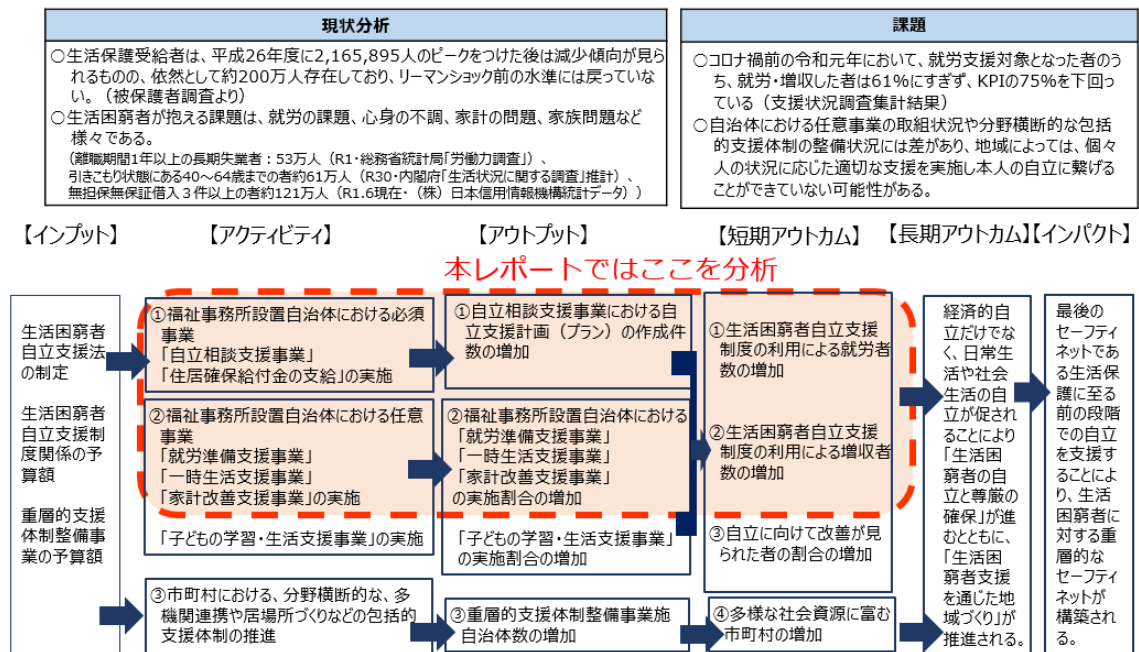 現状分析
○生活保護受給者は、平成26年度に2,165,895人のピークをつけた後は減少傾向が見ら
れるものの、依然として約200万人存在しており、リーマンショック前の水準には戻っていな
い。（被保護者調査より）
○生活困窮者が抱える課題は、就労の課題、心身の不調、家計の問題、家族問題など
様々である。
（離職期間1年以上の長期失業者：53万人（R1・総務省統計局「労働力調査」）、
引きこもり状態にある40～64歳までの者約61万人（R30・内閣府「生活状況に関する調査」推計）、
無担保無保証借入３件以上の者約121万人（R1.6現在・（株）日本信用情報機構統計データ））
課題
○コロナ禍前の令和元年において、就労支援対象となった者のう
ち、就労・増収した者は61%にすぎず、KPIの75%を下回っ
ている（支援状況調査集計結果）
○自治体における任意事業の取組状況や分野横断的な包括
的支援体制の整備状況には差があり、地域によっては、個々
人の状況に応じた適切な支援を実施し本人の自立に繋げる
ことができていない可能性がある。
【インプット】
【アクティビティ】
【アウトプット】
【短期アウトカム】
【長期アウトカム】
【インパクト】
本レポートではここを分析
生活困窮者
自立支援法
の制定
生活困窮者
自立支援制
度関係の予
算額
重層的支援
体制整備事
業の予算額
①福祉事務所設置自治体における必須
事業
「自立相談支援事業」
「住居確保給付金の支給」の実施
②福祉事務所設置自治体における任意
事業
「就労準備支援事業」
「一時生活支援事業」
「家計改善支援事業」の実施
「子どもの学習・生活支援事業」の実施
③市町村における、分野横断的な、多
機関連携や居場所づくりなどの包括的
支援体制の推進
①自立相談支援事業における自
立支援計画（プラン）の作成件
数の増加
②福祉事務所設置自治体における
「就労準備支援事業」
「一時生活支援事業」
「家計改善支援事業」
の実施割合の増加
「子どもの学習・生活支援事業」
の実施割合の増加
③重層的支援体制整備事業施
自治体数の増加
①生活困窮者自立支援
制度の利用による就労者
数の増加
②生活困窮者自立支援
制度の利用による増収者
数の増加
③自立に向けて改善が見
られた者の割合の増加
④多様な社会資源に富む
市町村の増加
経済的自
立だけでな
く、日常生
活や社会
生活の自
立が促され
ることにより
「生活困
窮者の自
立と尊厳の
確保」が進
むとともに、
「生活困
窮者支援
を通じた地
域づくり」が
推進される。
最後の
セーフティ
ネットであ
る生活保
護に至る
前の段階
での自立
を支援す
ることによ
り、生活
困窮者に
対する重
層的な
セーフティ
ネットが
構築され
る。